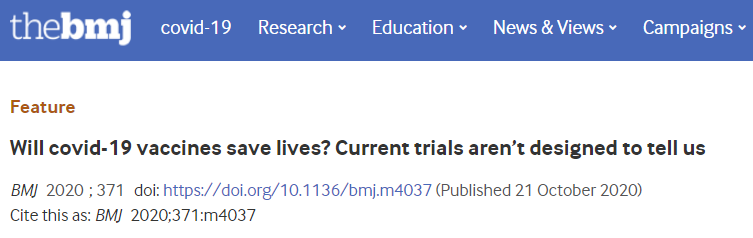 thebmj covid-19 Research Education News & Views Campaigns
Feature
Will covid-19 vaccines save lives? Current trials aren't designed to tell us
BMJ 2020 ; 371 doi: https://doi.org/10.1136/bmj.m4037 (Published 21 October 2020)
Cite this as: BMJ 2020;371:m4037